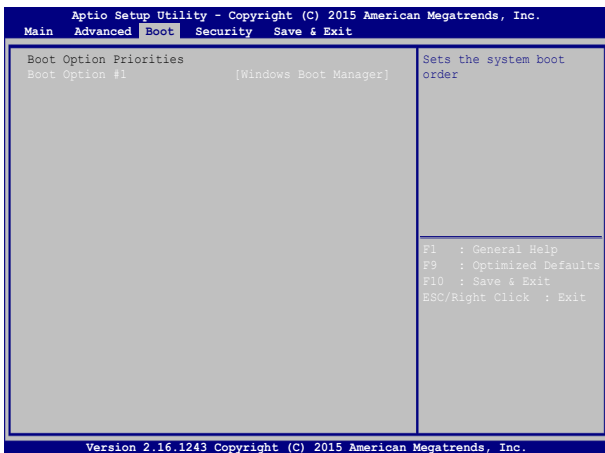 Aptio Setup Utility - Copyright (C) 2015 American Megatrends, Inc.
Main Advanced Boot Security Save & Exit
Boot Option Priorities
Boot Option #1 [Windows Boot Manager]
Sets the system boot
order
F1 : General Help
F9 : Optimized Defaults
F10 : Save & Exit
ESC/Right Click : Exit
Version 2.16.1243 Copyright (C) 2015 American Megatrends, Inc.